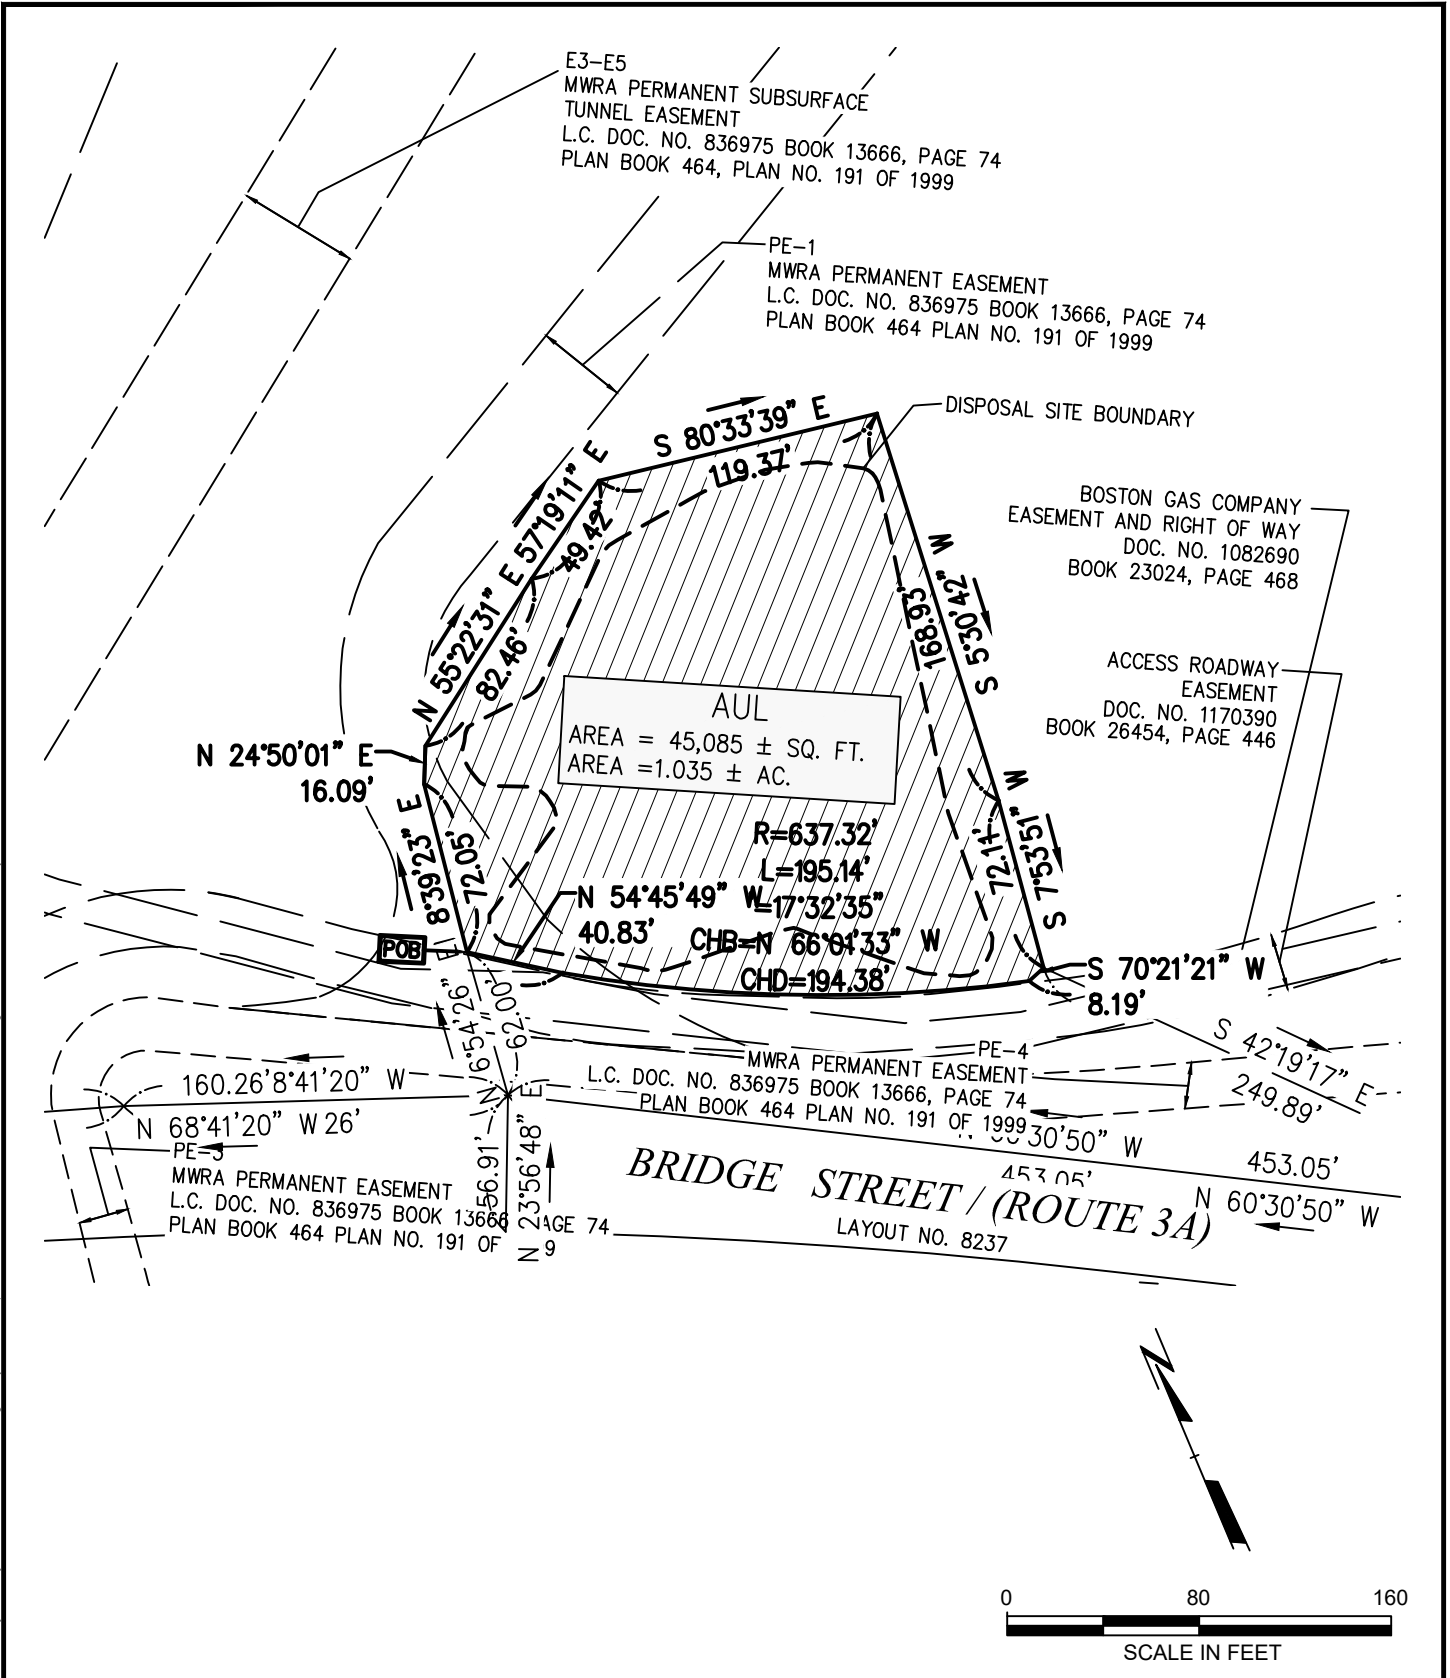 E3-E5
MWRA PERMANENT SUBSURFACE
TUNNEL EASEMENT
L.C. DOC. NO. 836975 BOOK 13666, PAGE 74
PLAN BOOK 464, PLAN NO. 191 OF 1999
PE-1
MWRA PERMANENT EASEMENT
L.C. DOC. NO. 836975 BOOK 13666, PAGE 74
PLAN BOOK 464 PLAN NO. 191 OF 1999
DISPOSAL SITE BOUNDARY
S 80°33'39" E
119.37'
N 57°19'11" E
49.42'
BOSTON GAS COMPANY
EASEMENT AND RIGHT OF WAY
DOC. NO. 1082690
BOOK 23024, PAGE 468
N 55°22'31" E
82.46'
S 5°30'42" W
168.93'
ACCESS ROADWAY
EASEMENT
DOC. NO. 1170390
BOOK 26454, PAGE 446
AUL
AREA = 45,085 ± SQ. FT.
AREA =1.035 ± AC.
N 24°50'01" E
16.09'
8°39'23" E
72.05'
S 7°53'51" W
72.11'
R=637.32'
L=195.14'
=17°32'35"
CHB=N 66°01'33" W
CHD=194.38'
N 54°45'49" W
40.83'
POB
S 70°21'21" W
8.19'
N 6°54'26" E
62.00'
S 42°19'17" E
249.89'
PE-4
MWRA PERMANENT EASEMENT
L.C. DOC. NO. 836975 BOOK 13666, PAGE 74
PLAN BOOK 464 PLAN NO. 191 OF 1999
160.26'8°41'20" W
N 68°41'20" W 26'
30'50" W
453.05'
453.05'
N 60°30'50" W
PE-3
MWRA PERMANENT EASEMENT
L.C. DOC. NO. 836975 BOOK 13666 AGE 74
PLAN BOOK 464 PLAN NO. 191 OF 9
56.91'
N 23°56'48" E
BRIDGE STREET / (ROUTE 3A)
LAYOUT NO. 8237
0 80 160
SCALE IN FEET